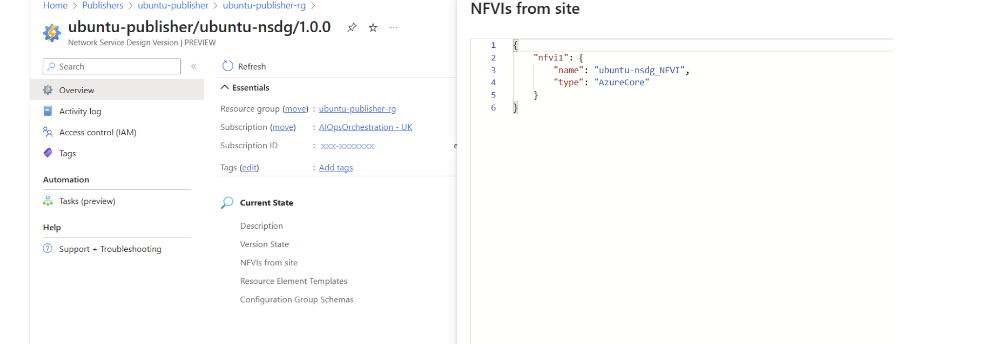 Home > Publishers > ubuntu-publisher > ubuntu-publisher-rg >
ubuntu-publisher/ubuntu-nsdg/1.0.0
Network Service Design Version | PREVIEW
Search
Overview
Activity log
Access control (IAM)
Tags
Automation
Tasks (preview)
Help
Support + Troubleshooting
Refresh
Essentials
Resource group (move) : ubuntu-publisher-rg
Subscription (move) : AIOpsOrchestration - UK
Subscription ID : xxx-xxxxxxx e
Tags (edit) : Add tags
Current State
Description
Version State
NFVIs from site
Resource Element Templates
Configuration Group Schemas
NFVIs from site
1 {
2 "nfvi1": {
3 "name": "ubuntu-nsdg_NFVI",
4 "type": "AzureCore"
5 }
6 }